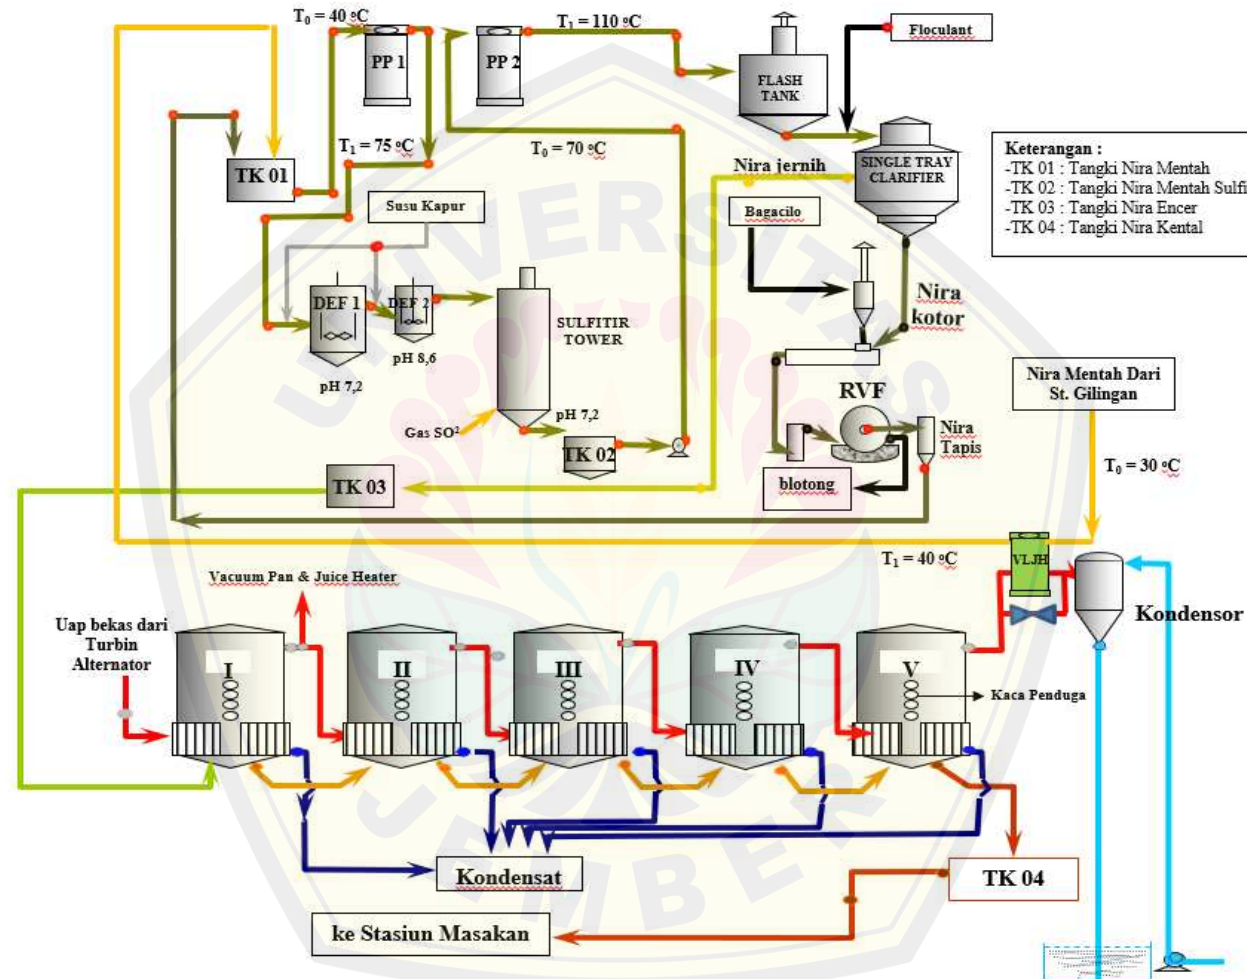 T₀ = 40 ºC
T₁ = 110 ºC
Floculant
PP 1
PP 2
FLASH
TANK
T₁ = 75 ºC
T₀ = 70 ºC
TK 01
Nira jernih
SINGLE TRAY
CLARIFIER
Keterangan :
-TK 01 : Tangki Nira Mentah
-TK 02 : Tangki Nira Mentah Sulfi
-TK 03 : Tangki Nira Encer
-TK 04 : Tangki Nira Kental
Susu Kapur
Bagacilo
DEF 1
DEF 2
Nira
kotor
SULFITIR
TOWER
pH 8,6
pH 7,2
RVF
Nira Mentah Dari
St. Gilingan
pH 7,2
Gas SO²
Nira
Tapis
TK 02
T₀ = 30 ºC
TK 03
blotong
T₁ = 40 ºC
VLJH
Vacuum Pan & Juice Heater
Kondensor
Uap bekas dari
Turbin
Alternator
I
II
III
IV
V
Kaca Penduga
Kondensat
TK 04
ke Stasiun Masakan
UNIVERSITAS
JEMBER